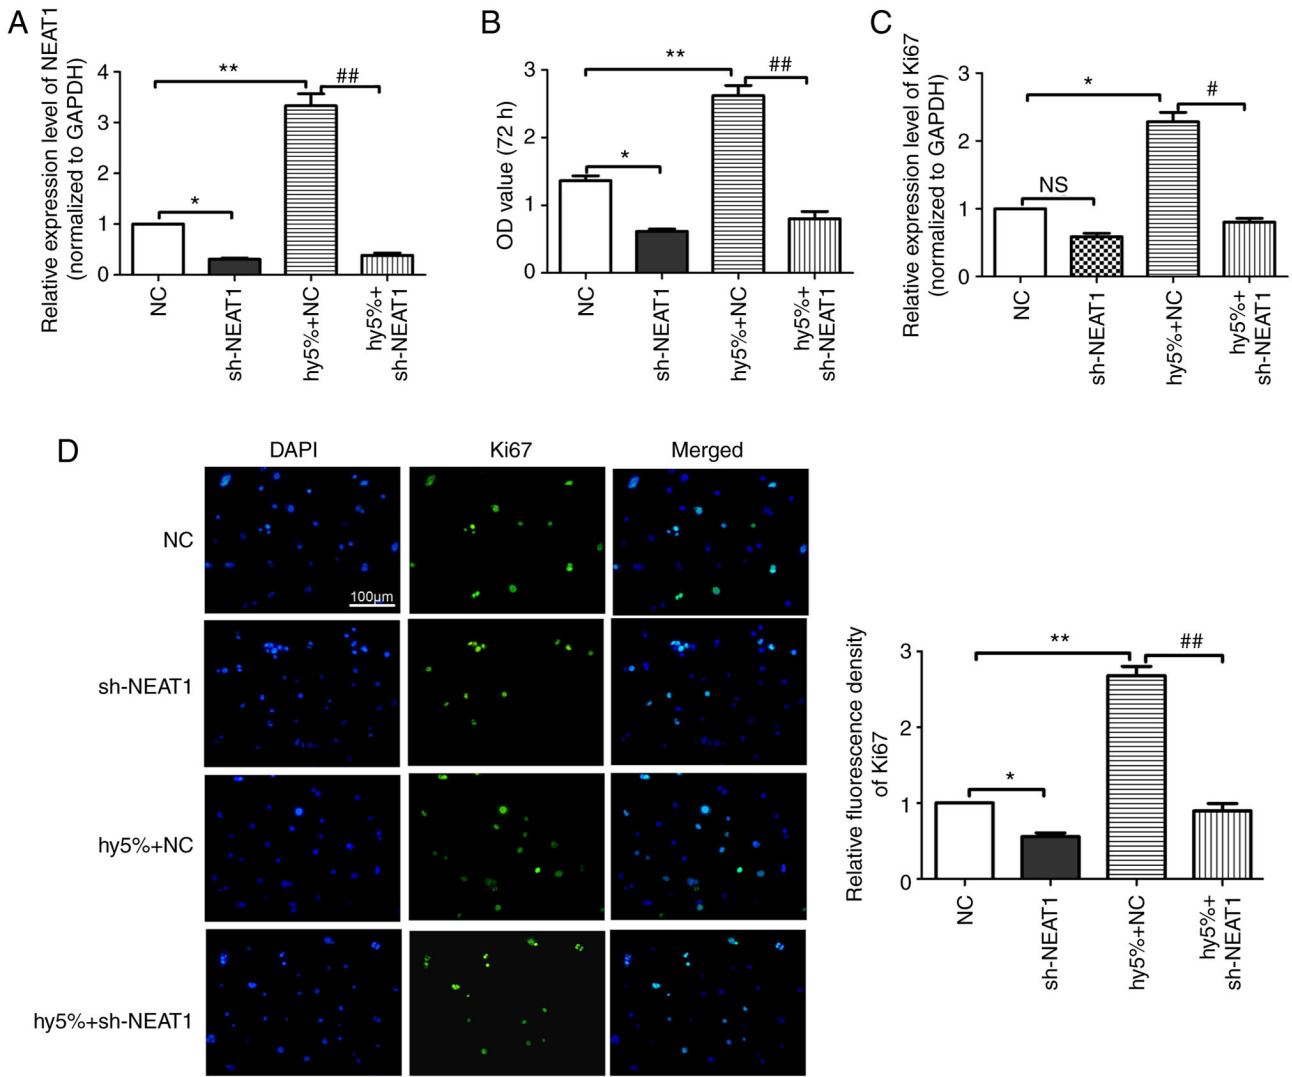 A
Relative expression level of NEAT1
(normalized to GAPDH)
4
3
2
1
0
**
##
*
NC
sh-NEAT1
hy5%+NC
hy5%+
sh-NEAT1
B
OD value (72 h)
3
2
1
0
**
##
*
NC
sh-NEAT1
hy5%+NC
hy5%+
sh-NEAT1
C
Relative expression level of Ki67
(normalized to GAPDH)
3
2
1
0
*
#
NS
NC
sh-NEAT1
hy5%+NC
hy5%+
sh-NEAT1
D
DAPI
Ki67
Merged
NC
100μm
sh-NEAT1
hy5%+NC
hy5%+sh-NEAT1
Relative fluorescence density
of Ki67
3
2
1
0
**
##
*
NC
sh-NEAT1
hy5%+NC
hy5%+
sh-NEAT1